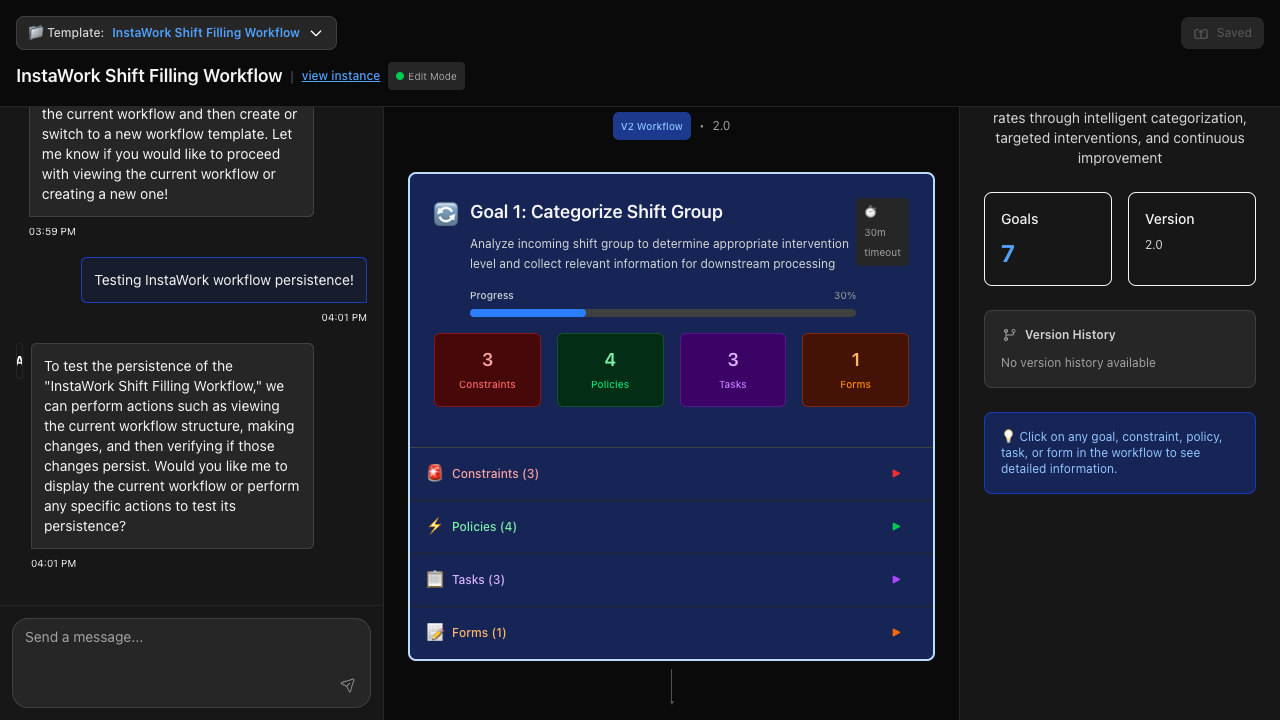 Template: InstaWork Shift Filling Workflow
Saved
InstaWork Shift Filling Workflow | view instance
Edit Mode
the current workflow and then create or
switch to a new workflow template. Let
me know if you would like to proceed
with viewing the current workflow or
creating a new one!
03:59 PM
Testing InstaWork workflow persistence!
04:01 PM
A
To test the persistence of the
"InstaWork Shift Filling Workflow," we
can perform actions such as viewing
the current workflow structure, making
changes, and then verifying if those
changes persist. Would you like me to
display the current workflow or perform
any specific actions to test its
persistence?
04:01 PM
Send a message...
V2 Workflow • 2.0
Goal 1: Categorize Shift Group
Analyze incoming shift group to determine appropriate intervention
level and collect relevant information for downstream processing
30m
timeout
Progress
30%
3
Constraints
4
Policies
3
Tasks
1
Forms
Constraints (3)
Policies (4)
Tasks (3)
Forms (1)
rates through intelligent categorization,
targeted interventions, and continuous
improvement
Goals
7
Version
2.0
Version History
No version history available
Click on any goal, constraint, policy,
task, or form in the workflow to see
detailed information.